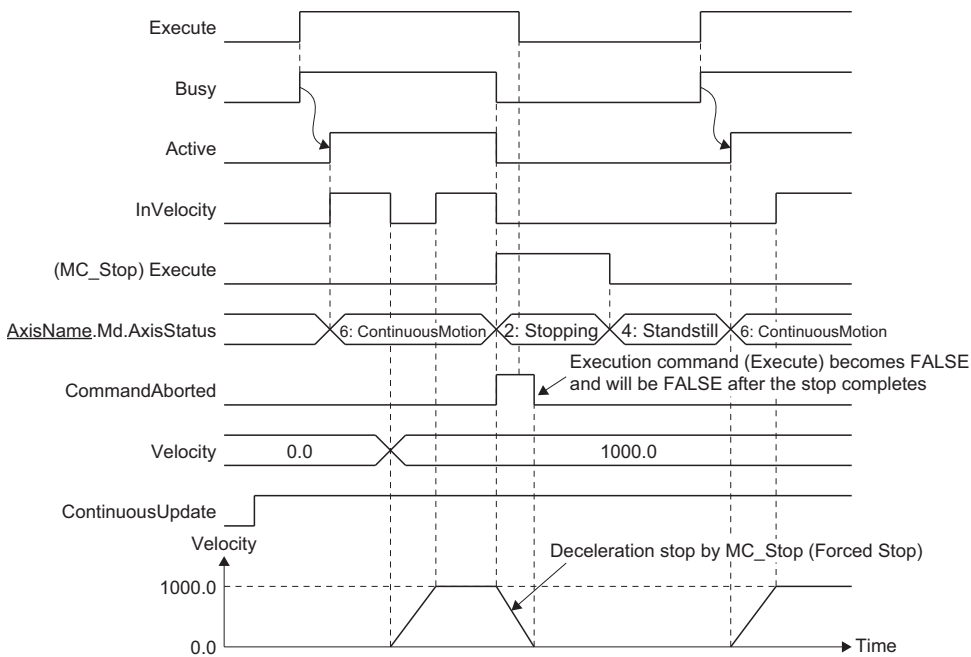 Execute
Busy
Active
InVelocity
(MC_Stop) Execute
AxisName.Md.AxisStatus
6: ContinuousMotion
2: Stopping
4: Standstill
6: ContinuousMotion
Execution command (Execute) becomes FALSE
and will be FALSE after the stop completes
CommandAborted
Velocity
0.0
1000.0
ContinuousUpdate
Velocity
Deceleration stop by MC_Stop (Forced Stop)
1000.0
0.0
Time